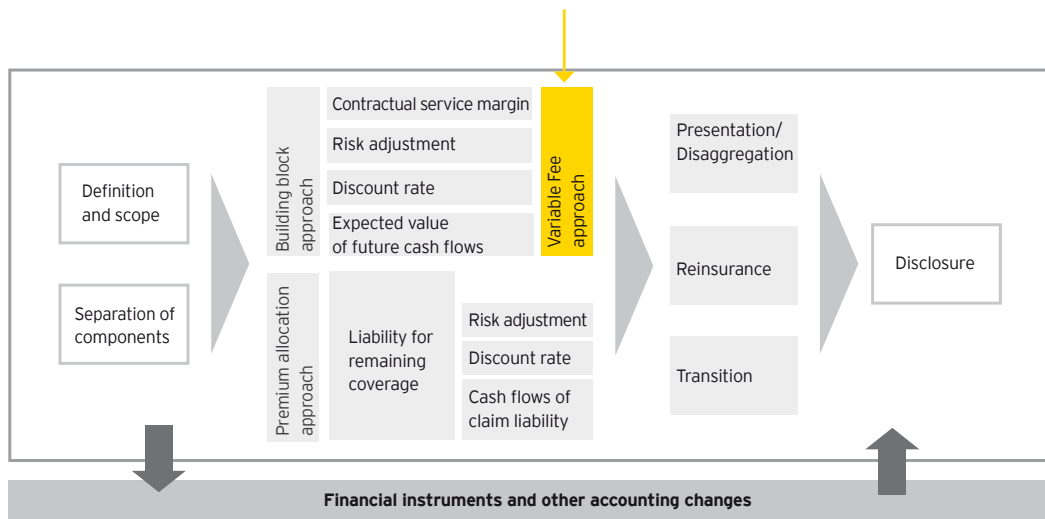 Definition
and scope
Separation of
components
Building block
approach
Contractual service margin
Risk adjustment
Discount rate
Expected value
of future cash flows
Variable Fee
approach
Premium allocation
approach
Liability for
remaining
coverage
Risk adjustment
Discount rate
Cash flows of
claim liability
Presentation/
Disaggregation
Reinsurance
Transition
Disclosure
Financial instruments and other accounting changes